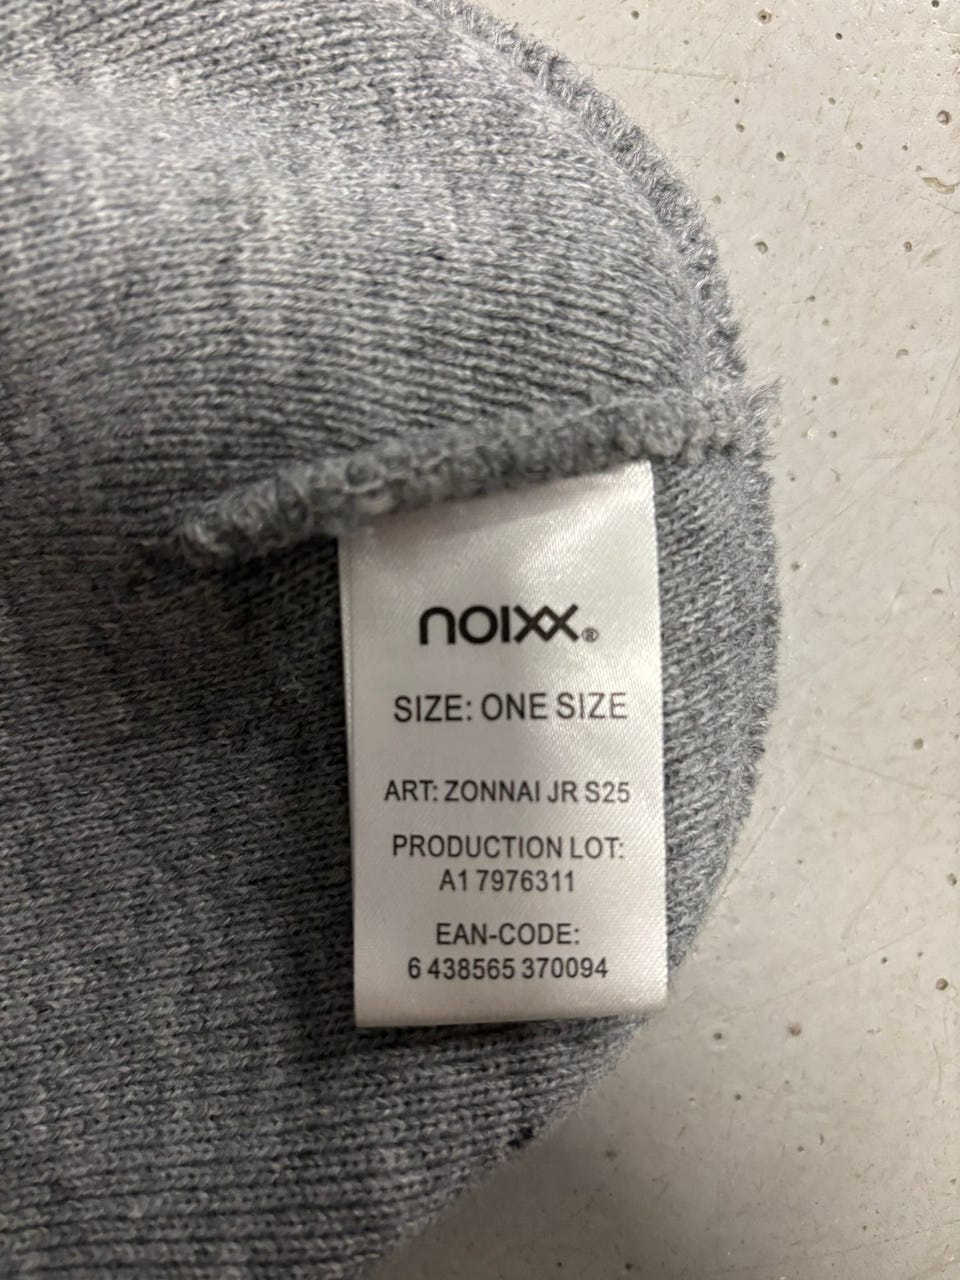 noixx®
SIZE: ONE SIZE
ART: ZONNAI JR S25
PRODUCTION LOT:
A1 7976311
EAN-CODE:
6 438565 370094